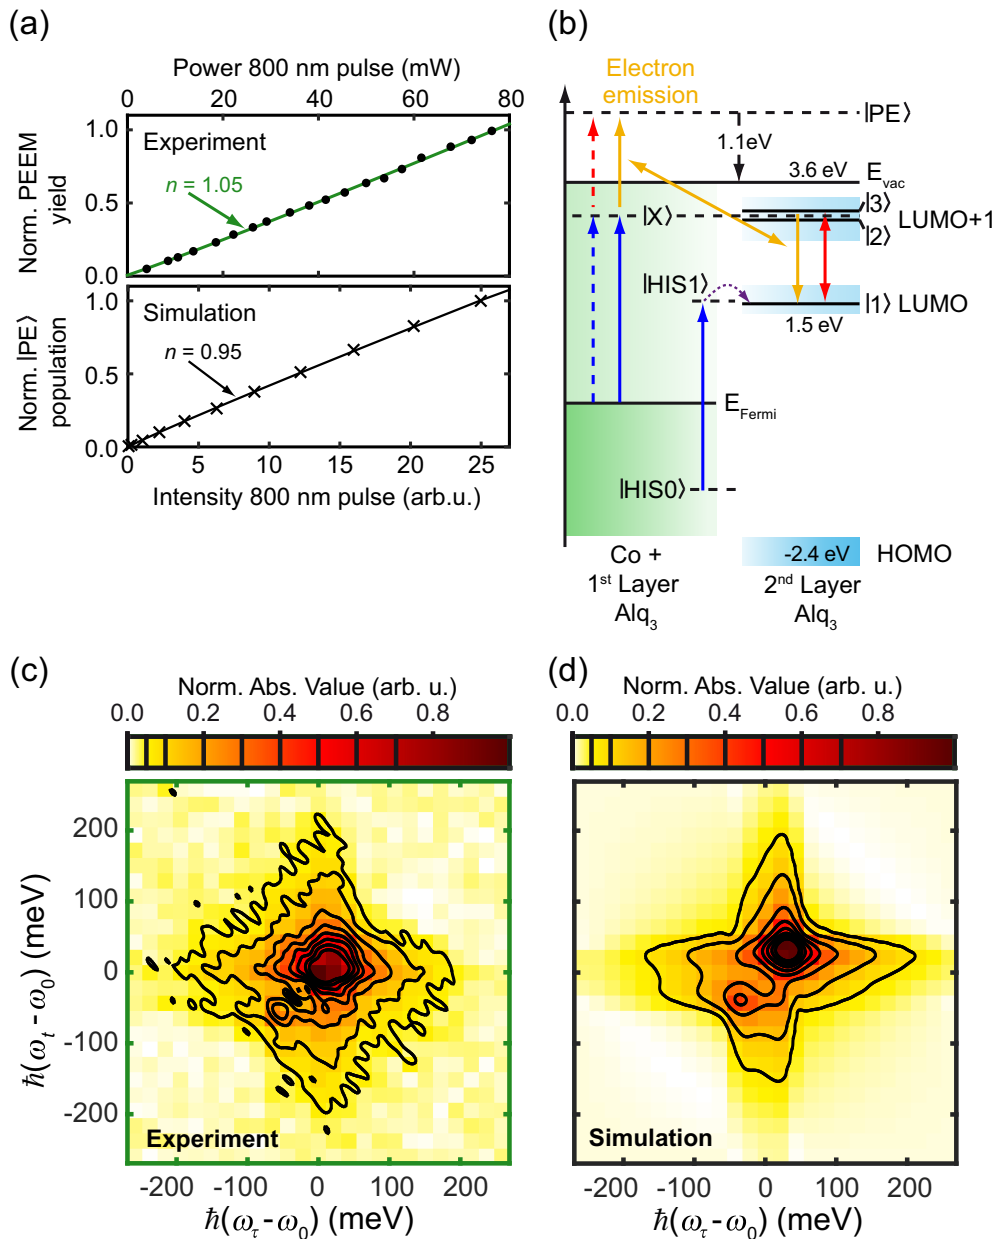 (a)
Power 800 nm pulse (mW)
0 20 40 60 80
Norm. PEEM
yield
1.0
0.5
0.0
Experiment
n = 1.05
Norm. |PE⟩
population
1.0
0.5
0.0
Simulation
n = 0.95
0 5 10 15 20 25
Intensity 800 nm pulse (arb.u.)
(b)
Electron
emission
|PE⟩
1.1eV
3.6 eV
E_vac
|X⟩
|3⟩
LUMO+1
|2⟩
|HIS1⟩
|1⟩ LUMO
1.5 eV
E_Fermi
|HIS0⟩
-2.4 eV
HOMO
Co +
1st Layer
Alq3
2nd Layer
Alq3
(c)
Norm. Abs. Value (arb. u.)
0.0 0.2 0.4 0.6 0.8
ℏ(ω_t - ω_0) (meV)
200
100
0
-100
-200
Experiment
-200 -100 0 100 200
ℏ(ω_τ - ω_0) (meV)
(d)
Norm. Abs. Value (arb. u.)
0.0 0.2 0.4 0.6 0.8
Simulation
-200 -100 0 100 200
ℏ(ω_τ - ω_0) (meV)